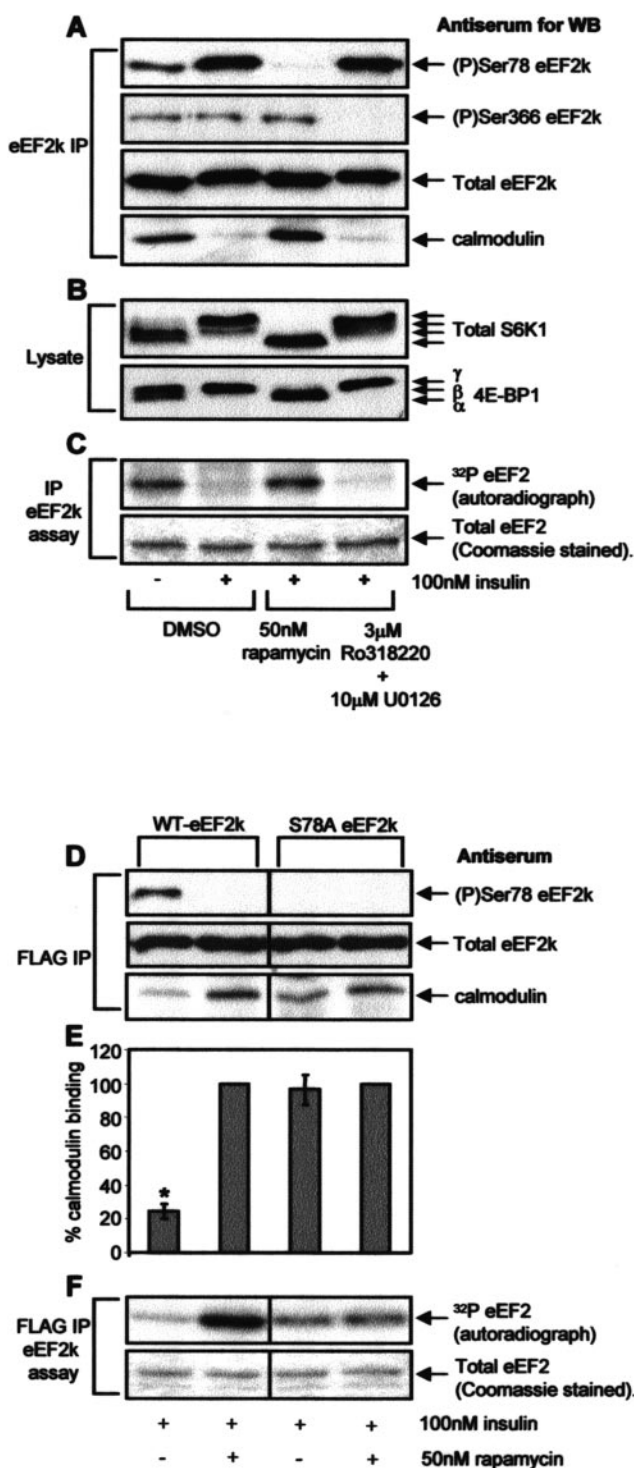 A
Antiserum for WB
eEF2k IP
(P)Ser78 eEF2k
(P)Ser366 eEF2k
Total eEF2k
calmodulin
B
Lysate
Total S6K1
γ
β 4E-BP1
α
C
IP
eEF2k
assay
32P eEF2
(autoradiograph)
Total eEF2
(Coomassie stained).
- + + + 100nM insulin
DMSO
50nM
rapamycin
3μM
Ro318220
+
10μM U0126
WT-eEF2k S78A eEF2k
D
Antiserum
FLAG IP
(P)Ser78 eEF2k
Total eEF2k
calmodulin
E
% calmodulin binding
120
100
80
60
40
20
0
*
F
FLAG IP
eEF2k
assay
32P eEF2
(autoradiograph)
Total eEF2
(Coomassie stained).
+ + + + 100nM insulin
- + - + 50nM rapamycin